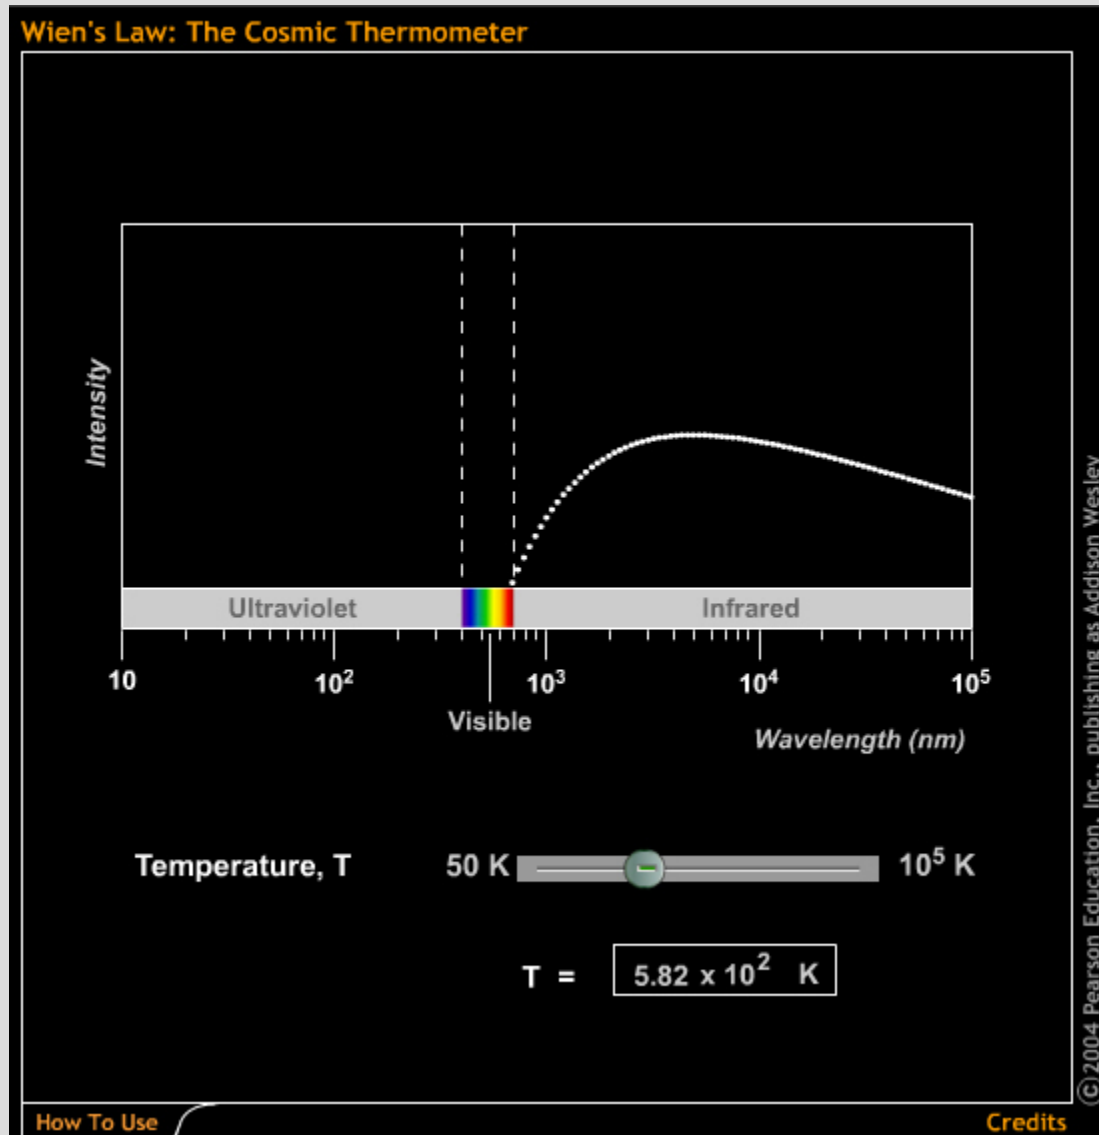 Wien's Law: The Cosmic Thermometer
Intensity
Ultraviolet
Infrared
10
10²
10³
10⁴
10⁵
Visible
Wavelength (nm)
Temperature, T
50 K
10⁵ K
T = 5.82 x 10² K
©2004 Pearson Education, Inc., publishing as Addison Wesley
How To Use
Credits